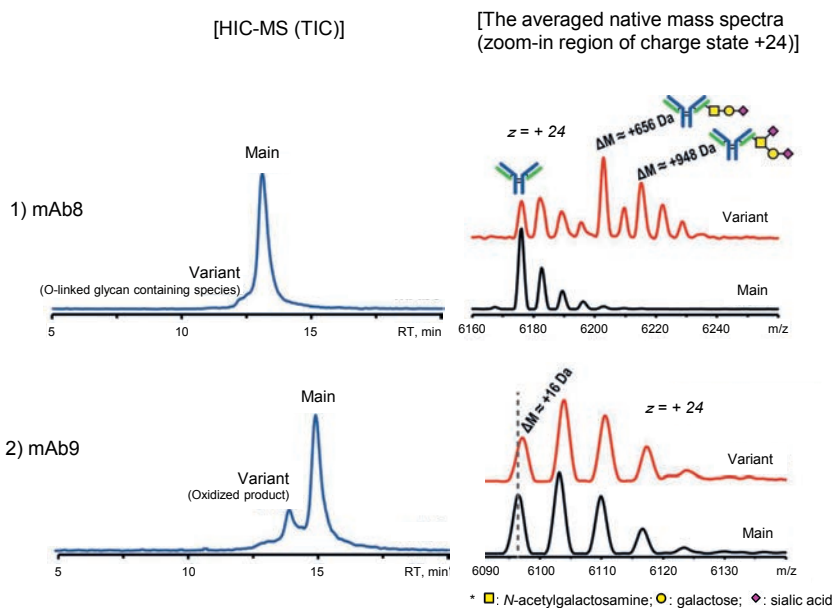 [HIC-MS (TIC)]
[The averaged native mass spectra
(zoom-in region of charge state +24)]
1) mAb8
Main
Variant
(O-linked glycan containing species)
5
10
15
RT, min
z = + 24
ΔM ≈ +656 Da
ΔM ≈ +948 Da
Variant
Main
6160
6180
6200
6220
6240
m/z
2) mAb9
Main
Variant
(Oxidized product)
5
10
15
RT, min
ΔM ≈ +16 Da
z = + 24
Variant
Main
6090
6100
6110
6120
6130
m/z
* : N-acetylgalactosamine; : galactose; : sialic acid